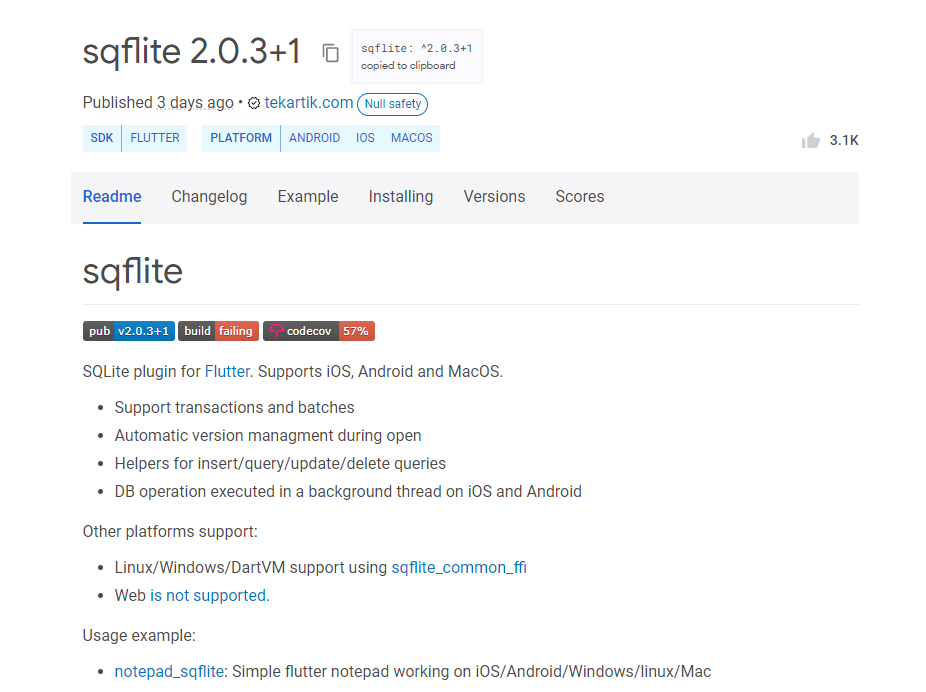 sqflite 2.0.3+1
sqflite: ^2.0.3+1
copied to clipboard
Published 3 days ago • tekartik.com Null safety
SDK FLUTTER PLATFORM ANDROID IOS MACOS
3.1K
Readme Changelog Example Installing Versions Scores
sqflite
pub v2.0.3+1 build failing codecov 57%
SQLite plugin for Flutter. Supports iOS, Android and MacOS.
• Support transactions and batches
• Automatic version managment during open
• Helpers for insert/query/update/delete queries
• DB operation executed in a background thread on iOS and Android
Other platforms support:
• Linux/Windows/DartVM support using sqflite_common_ffi
• Web is not supported.
Usage example:
• notepad_sqflite: Simple flutter notepad working on iOS/Android/Windows/linux/Mac